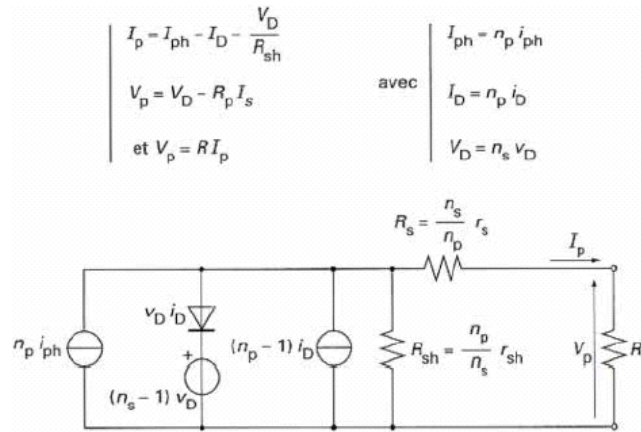 I_p = I_ph – I_D – V_D / R_sh
V_p = V_D – R_p I_s
et V_p = R I_p
avec
I_ph = n_p i_ph
I_D = n_p i_D
V_D = n_s v_D
R_s = n_s / n_p r_s
I_p
v_D i_D
n_p i_ph
+
(n_s – 1) v_D
(n_p – 1) i_D
R_sh = n_p / n_s r_sh
V_p
R